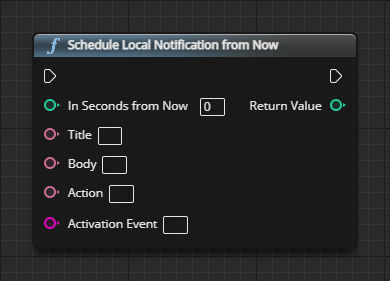 f Schedule Local Notification from Now
In Seconds from Now 0 Return Value
Title
Body
Action
Activation Event